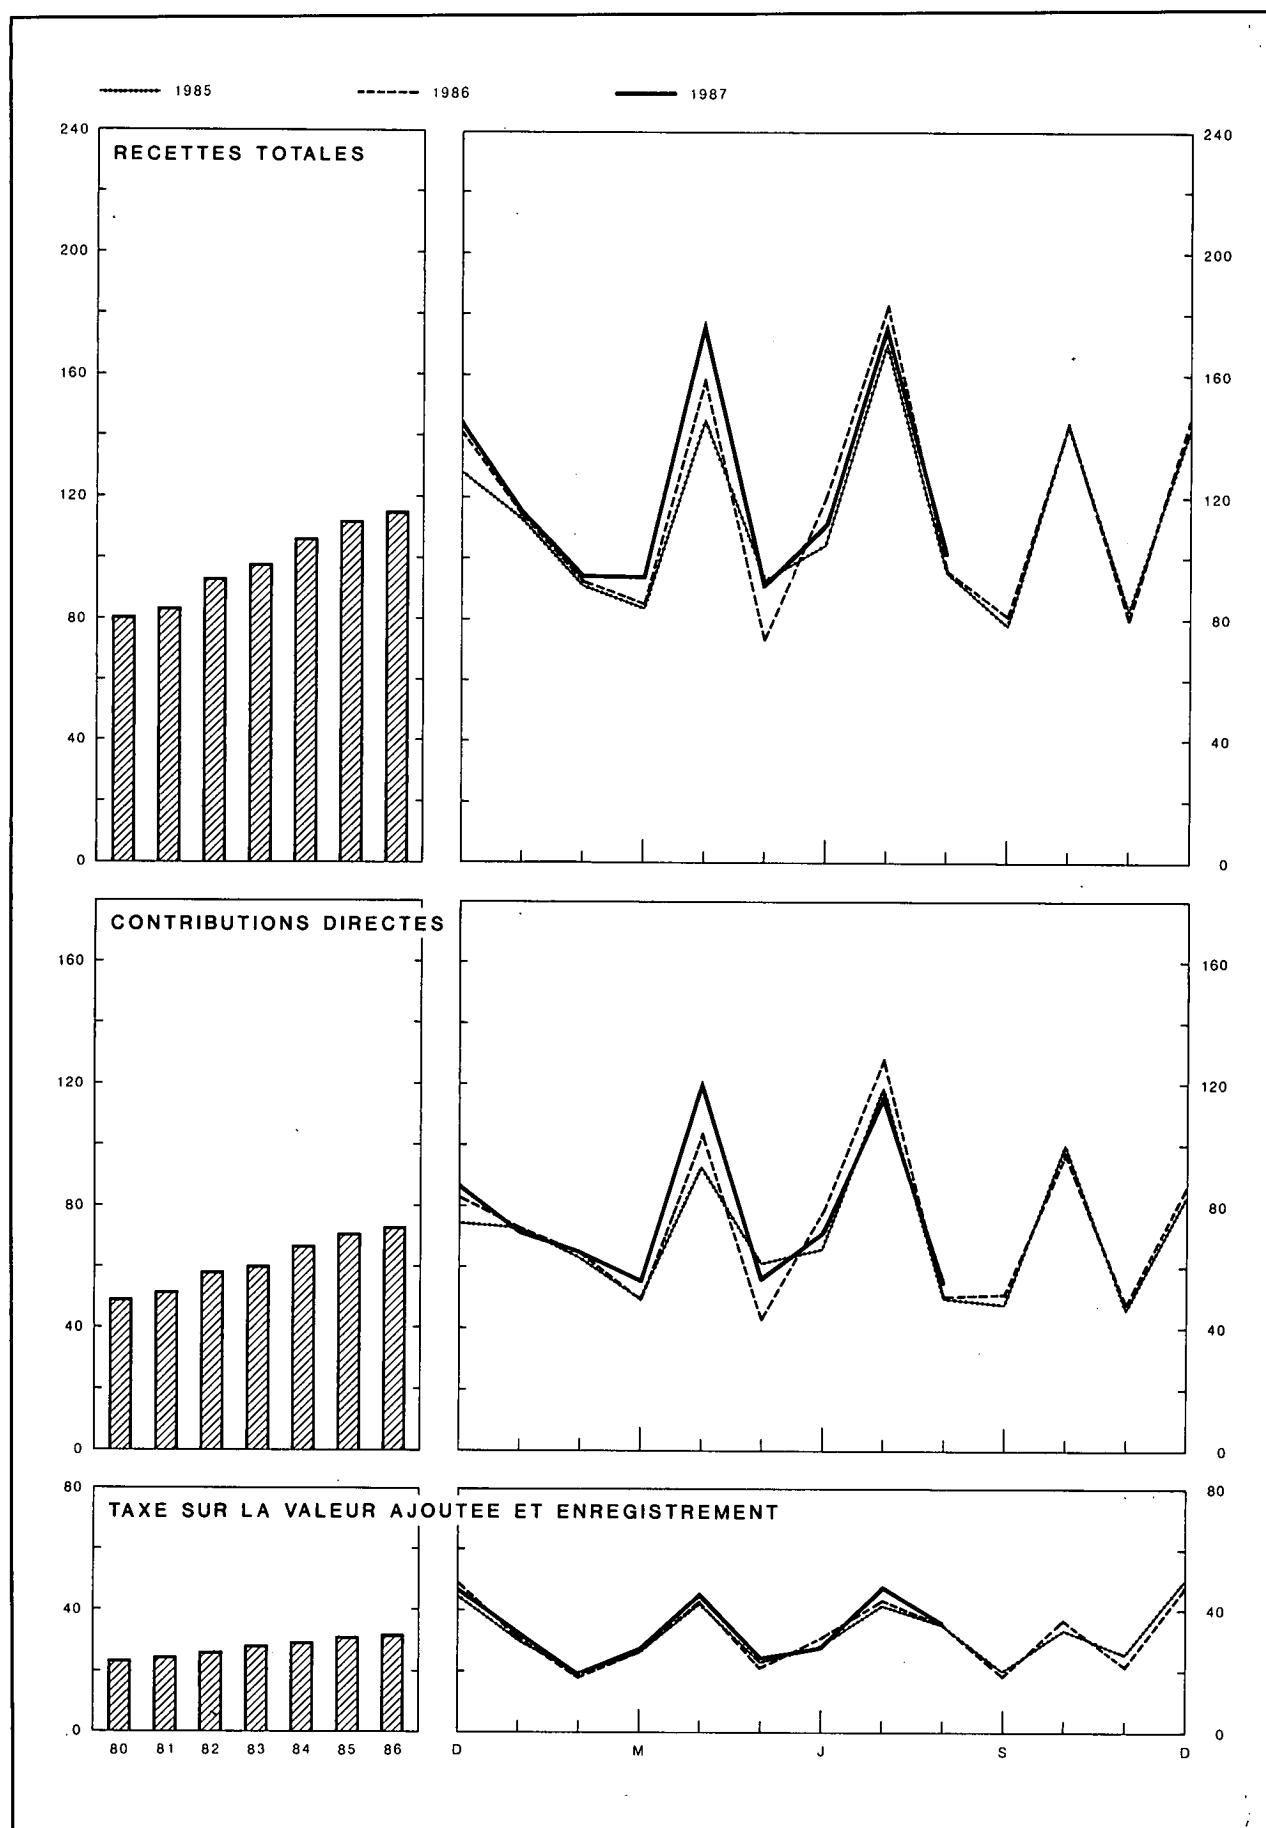 1985 1986 1987
240 RECETTES TOTALES 240
200 200
160 160
120 120
80 80
40 40
0 0
CONTRIBUTIONS DIRECTES
160 160
120 120
80 80
40 40
0 0
80 TAXE SUR LA VALEUR AJOUTEE ET ENREGISTREMENT 80
40 40
0 0
80 81 82 83 84 85 86 D M J S D